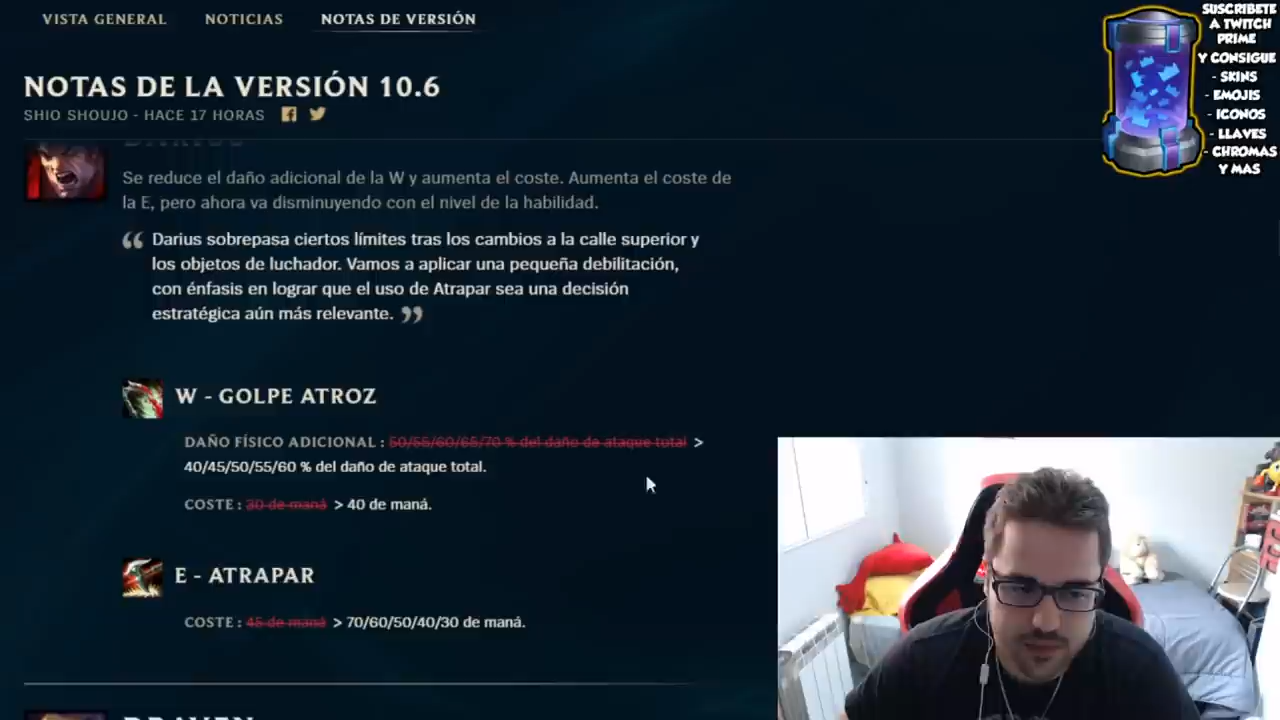 VISTA GENERAL NOTICIAS NOTAS DE VERSIÓN
NOTAS DE LA VERSIÓN 10.6
SHIO SHOUJO - HACE 17 HORAS
Se reduce el daño adicional de la W y aumenta el coste. Aumenta el coste de
la E, pero ahora va disminuyendo con el nivel de la habilidad.
“ Darius sobrepasa ciertos límites tras los cambios a la calle superior y
los objetos de luchador. Vamos a aplicar una pequeña debilitación,
con énfasis en lograr que el uso de Atrapar sea una decisión
estratégica aún más relevante. ”
W - GOLPE ATROZ
DAÑO FÍSICO ADICIONAL : 50/55/60/65/70 % del daño de ataque total >
40/45/50/55/60 % del daño de ataque total.
COSTE : 30 de maná > 40 de maná.
E - ATRAPAR
COSTE : 45 de maná > 70/60/50/40/30 de maná.
DRAVEN
SUSCRIBETE
A TWITCH
PRIME
Y CONSIGUE
- SKINS
- EMOJIS
- ICONOS
- LLAVES
- CHROMAS
Y MAS